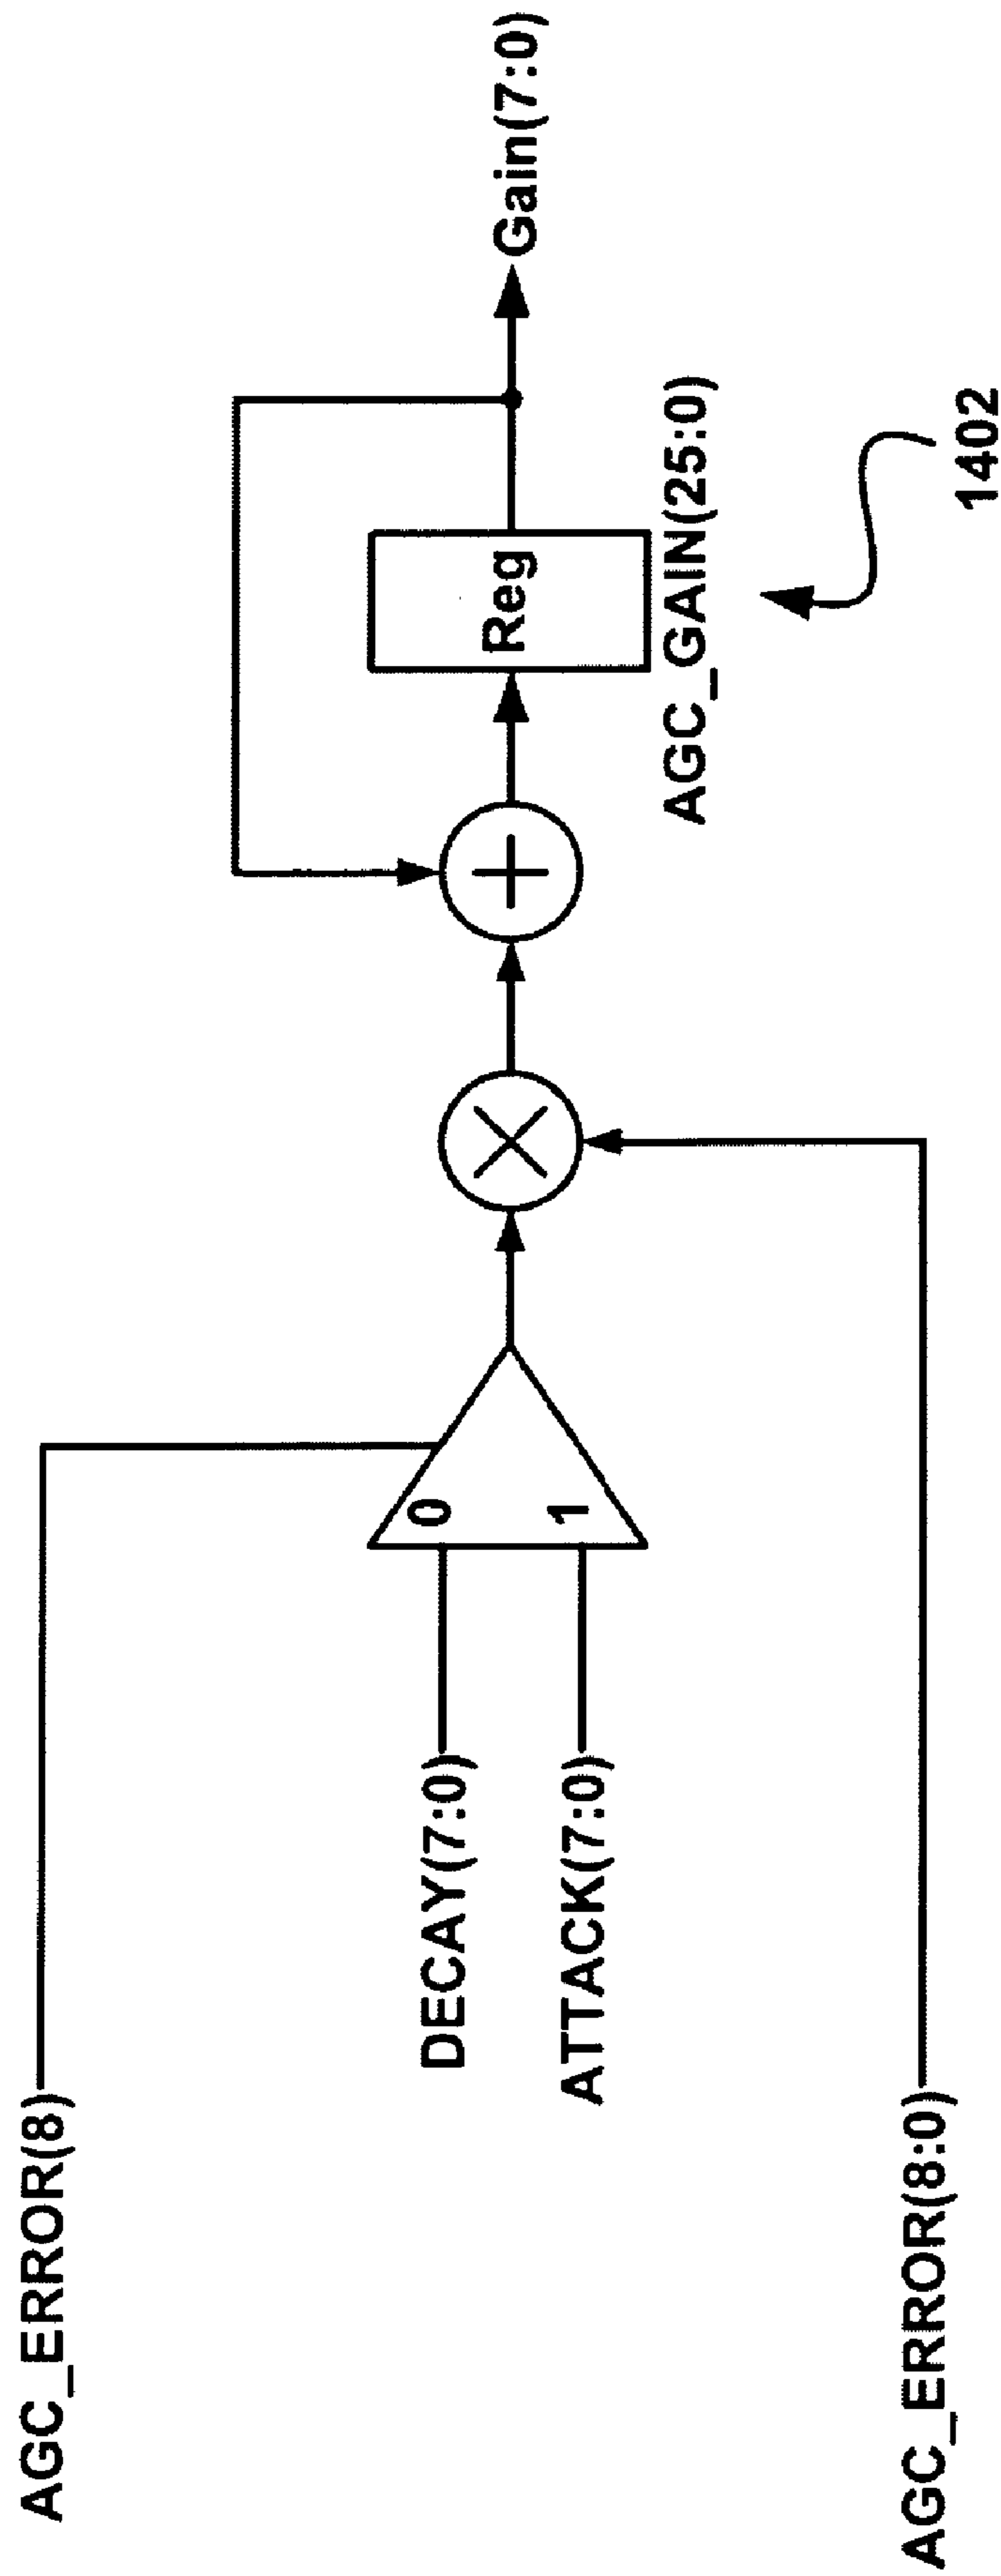 AGC_ERROR(8)
DECAY(7:0)
0
ATTACK(7:0)
1
Reg
Gain(7:0)
AGC_GAIN(25:0)
1402
AGC_ERROR(8:0)